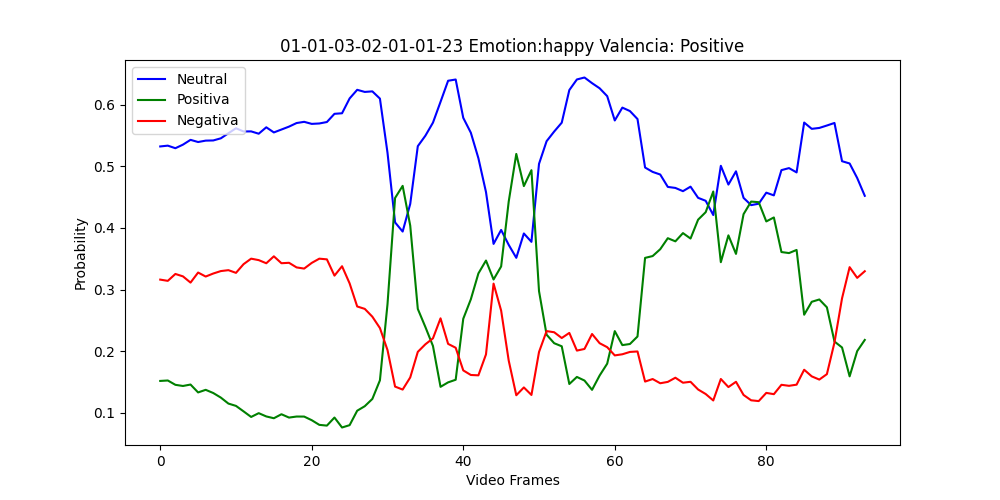 01-01-03-02-01-01-23 Emotion:happy Valencia: Positive
Neutral
Positiva
Negativa
Probability
0.6
0.5
0.4
0.3
0.2
0.1
0 20 40 60 80
Video Frames